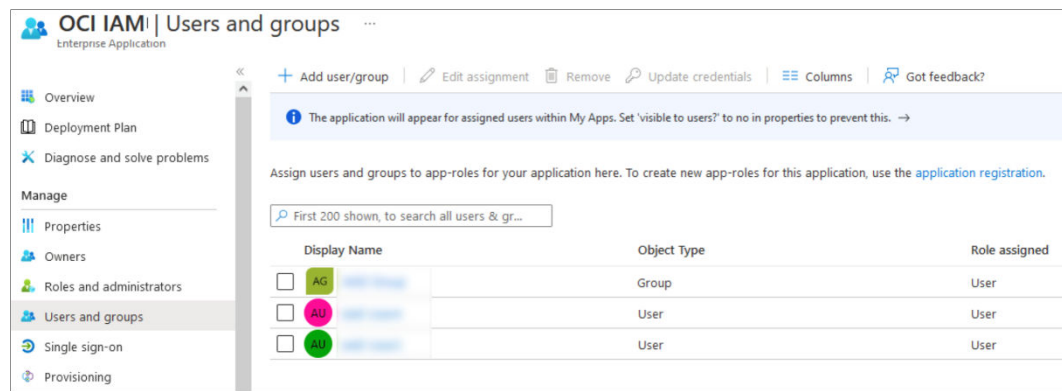 OCI IAM | Users and groups ...
Enterprise Application
«
+ Add user/group
Edit assignment
Remove
Update credentials
Columns
Got feedback?
Overview
Deployment Plan
Diagnose and solve problems
Manage
Properties
Owners
Roles and administrators
Users and groups
Single sign-on
Provisioning
The application will appear for assigned users within My Apps. Set 'visible to users?' to no in properties to prevent this. →
Assign users and groups to app-roles for your application here. To create new app-roles for this application, use the application registration.
First 200 shown, to search all users & gr...
Display Name Object Type Role assigned
AG Group User
AU User User
AU User User